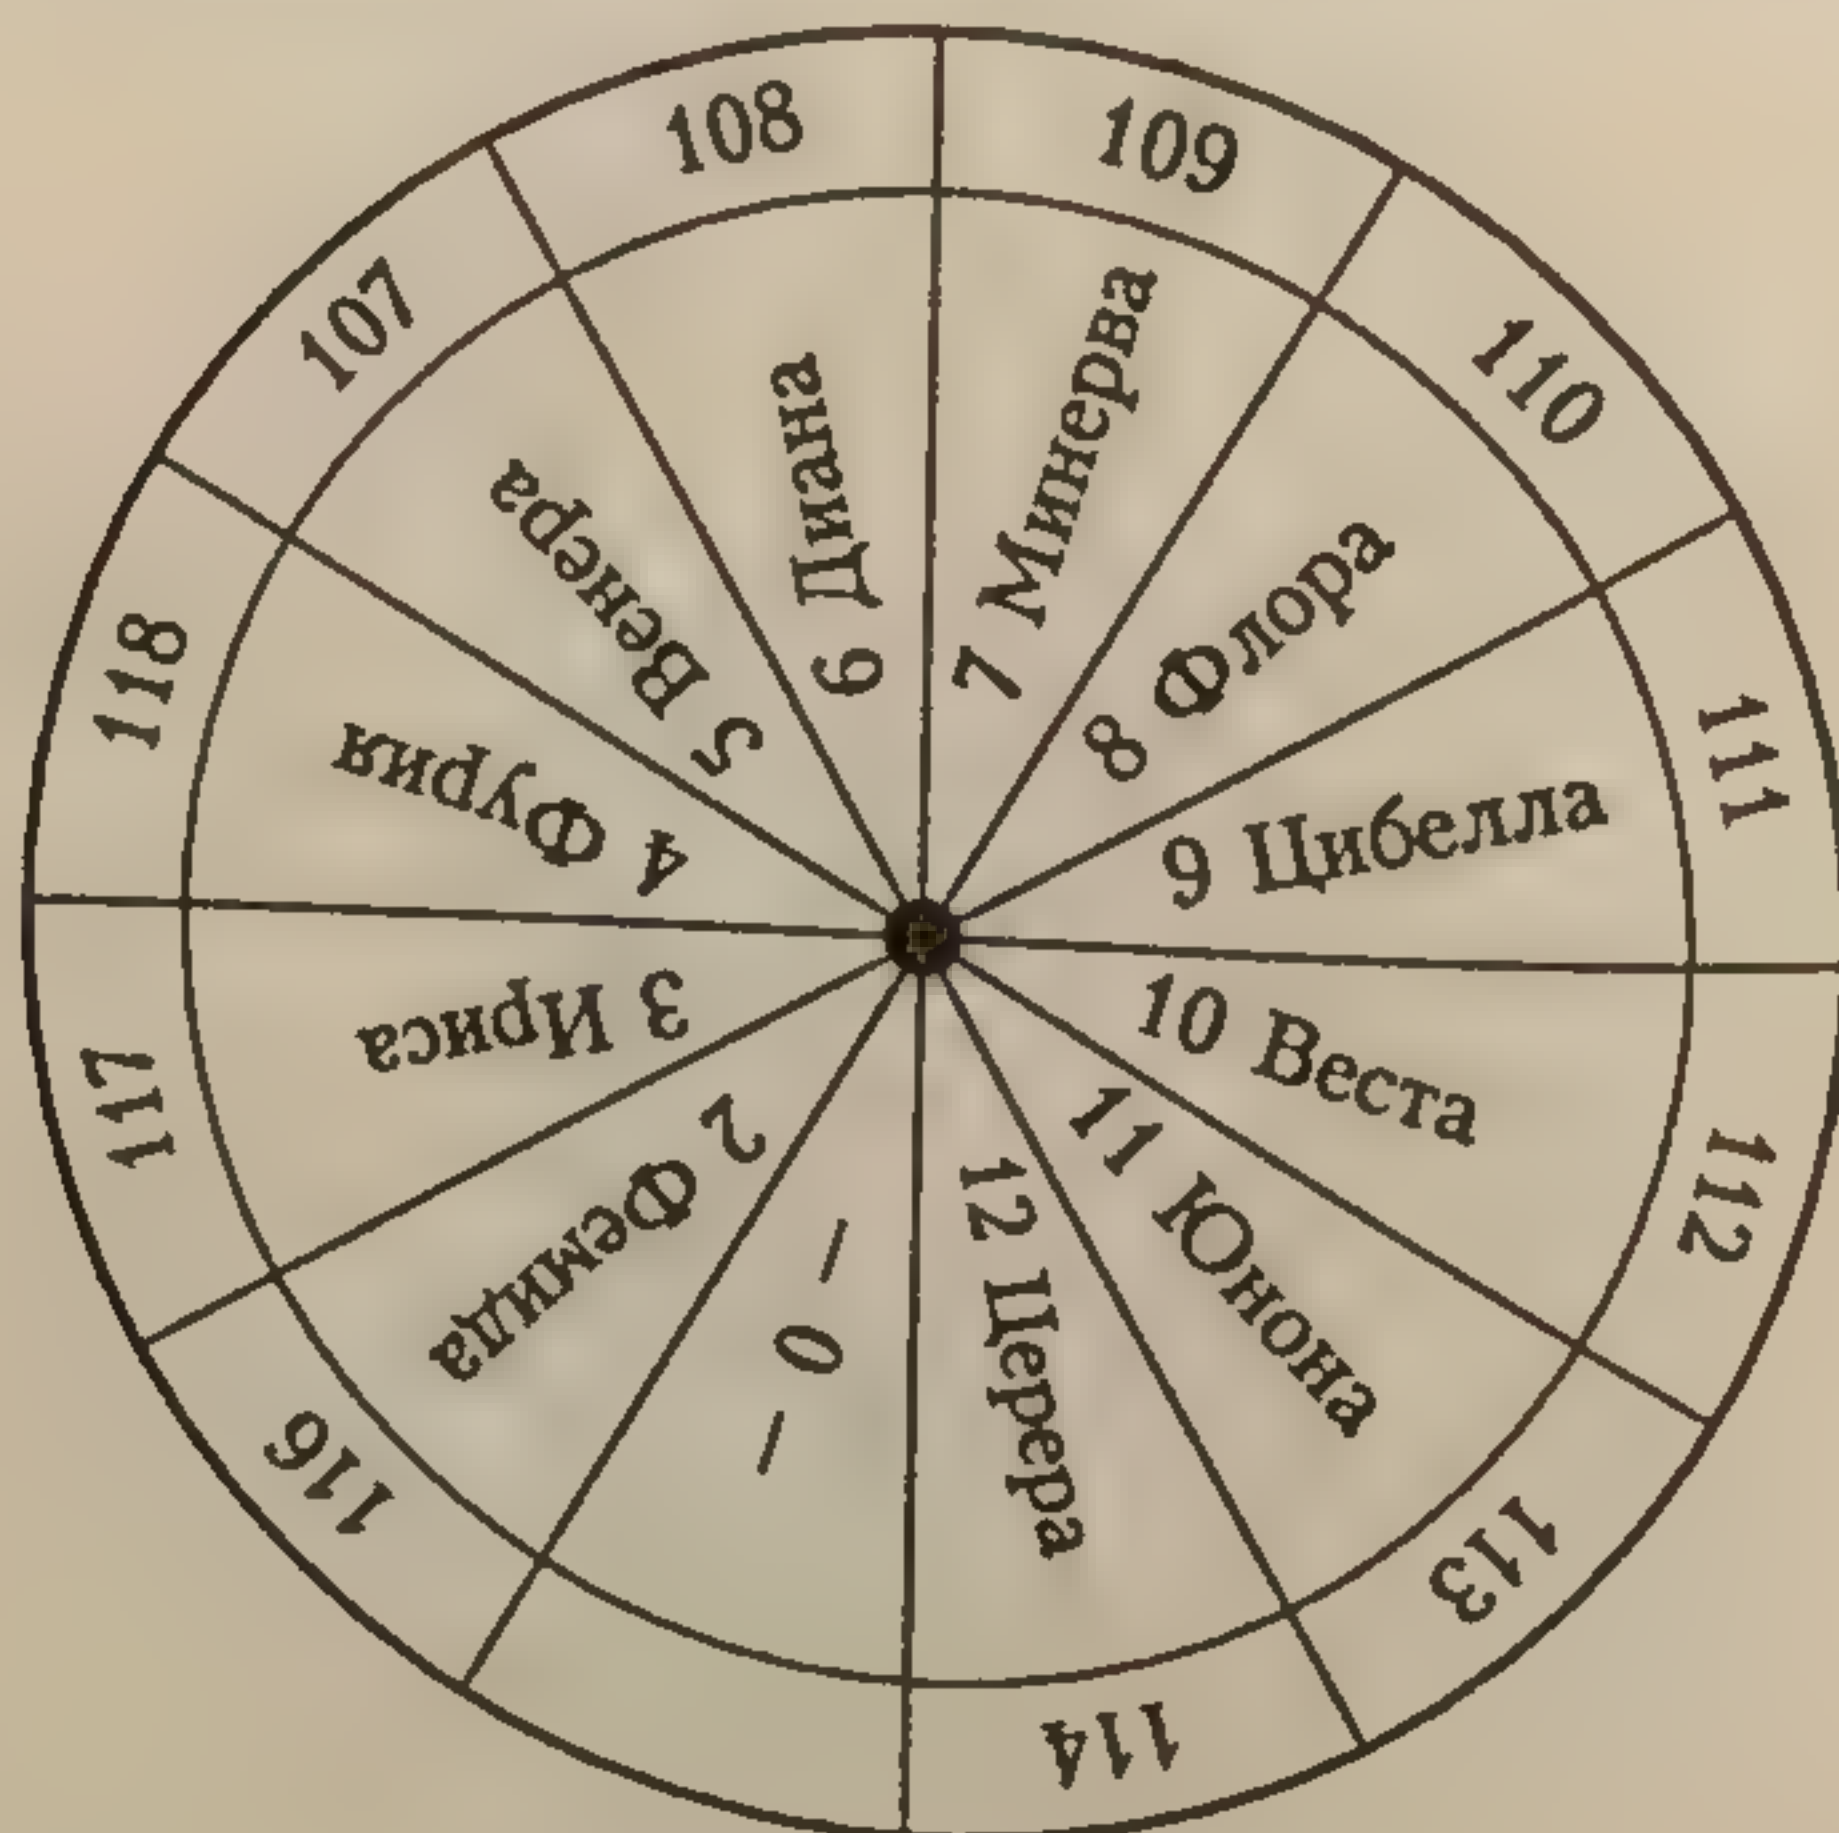 107
108
109
110
111
112
113
114
116
117
118
– 0 –
2 Фемида
3 Ириса
4 Фурия
5 Венера
6 Диана
7 Минерва
8 Флора
9 Цибелла
10 Веста
11 Юнона
12 Церера